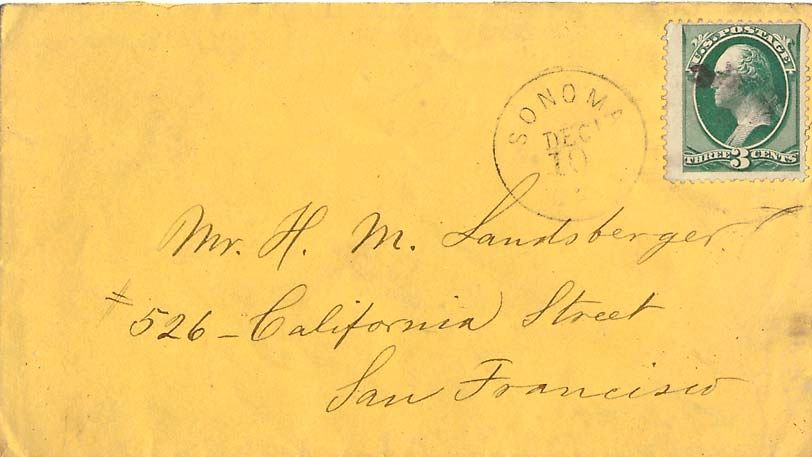 U.S. POSTAGE
THREE 3 CENTS
SONOMA
DEC
10
Mr. H. M. Landsberger
# 526 - California Street
San Francisco